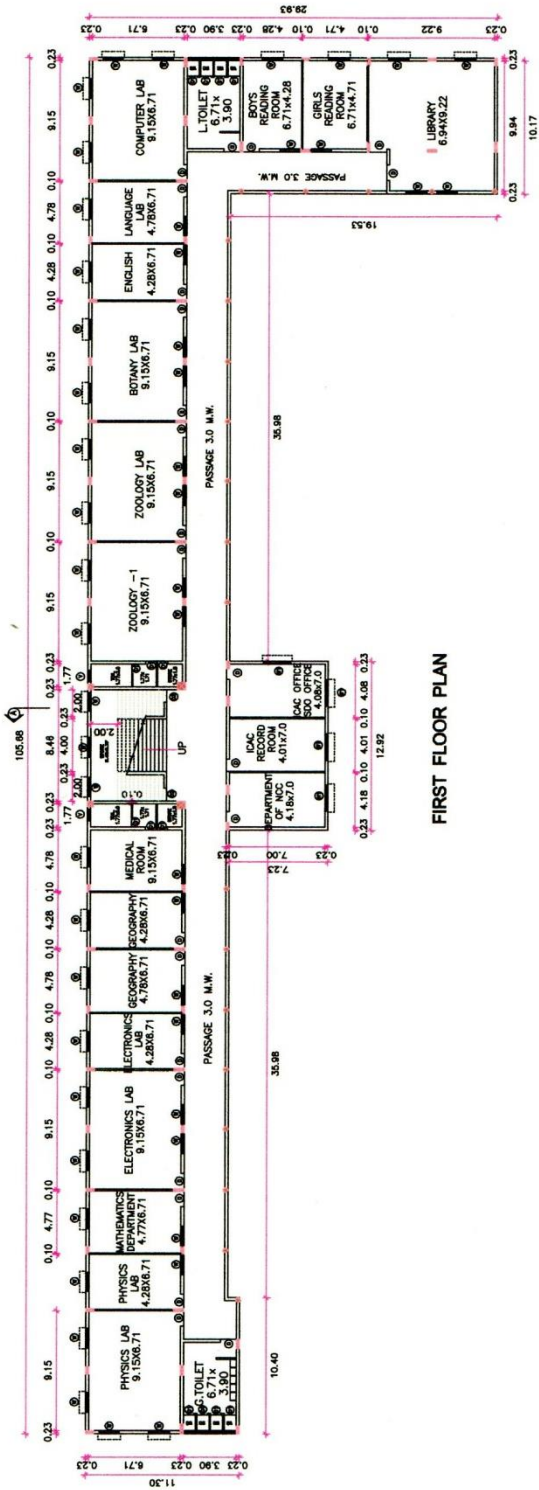 105.88
8.46
0.23 9.15 0.10 4.77 0.10 9.15 0.10 4.28 0.10 4.78 0.10 4.28 0.10 4.78 0.23 1.77 0.23 2.00 0.23 4.00 0.23 2.00 0.23 1.77 0.23 9.15 0.10 9.15 0.10 9.15 0.10 4.28 0.10 4.78 0.10 9.15 0.23
A
11.30
0.23 6.71 0.23 3.90 0.23
PHYSICS LAB
9.15X6.71
PHYSICS
LAB
4.28X6.71
MATHEMATICS
DEPARTMENT
4.77X6.71
ELECTRONICS LAB
9.15X6.71
ELECTRONICS
LAB
4.28X6.71
GEOGRAPHY
4.78X6.71
GEOGRAPHY
4.28X6.71
MEDICAL
ROOM
9.15X6.71
0.10
2.00
UP
ZOOLOGY -1
9.15X6.71
ZOOLOGY LAB
9.15X6.71
BOTANY LAB
9.15X6.71
ENGLISH
4.28X6.71
LANGUAGE
LAB
4.78X6.71
COMPUTER LAB
9.15X6.71
G.TOILET
6.71x
3.90
PASSAGE 3.0 M.W.
PASSAGE 3.0 M.W.
L.TOILET
6.71x
3.90
BOYS
READING
ROOM
6.71x4.28
GIRLS
READING
ROOM
6.71x4.71
PASSAGE 3.0 M.W.
LIBRARY
6.94X9.22
29.93
0.23 6.71 0.23 3.90 0.23 4.28 0.10 4.71 0.10 9.22 0.23
10.40
35.98
7.23
0.23 7.00 0.23
DEPARTMENT
OF NCC
4.18x7.0
ICAC
RECORD
ROOM
4.01x7.0
CAC OFFICE
SDO OFFICE
4.08x7.0
0.23 4.18 0.10 4.01 0.10 4.08 0.23
12.92
35.98
19.53
0.23 9.94 0.23
10.17
FIRST FLOOR PLAN